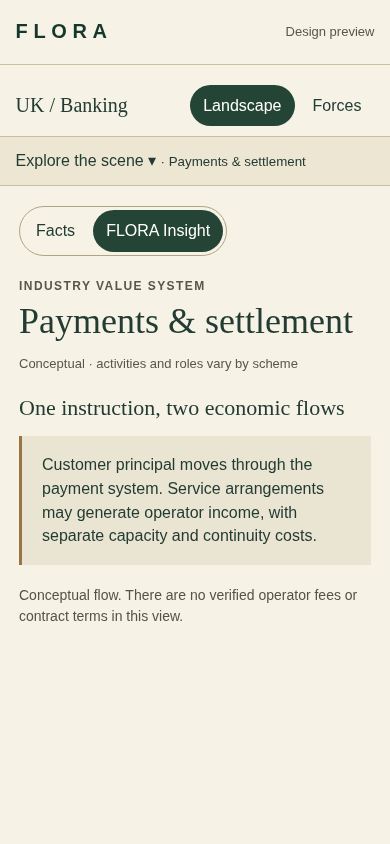 FLORA
Design preview
UK / Banking
Landscape
Forces
Explore the scene ▾ · Payments & settlement
Facts
FLORA Insight
INDUSTRY VALUE SYSTEM
Payments & settlement
Conceptual · activities and roles vary by scheme
One instruction, two economic flows
Customer principal moves through the
payment system. Service arrangements
may generate operator income, with
separate capacity and continuity costs.
Conceptual flow. There are no verified operator fees or
contract terms in this view.